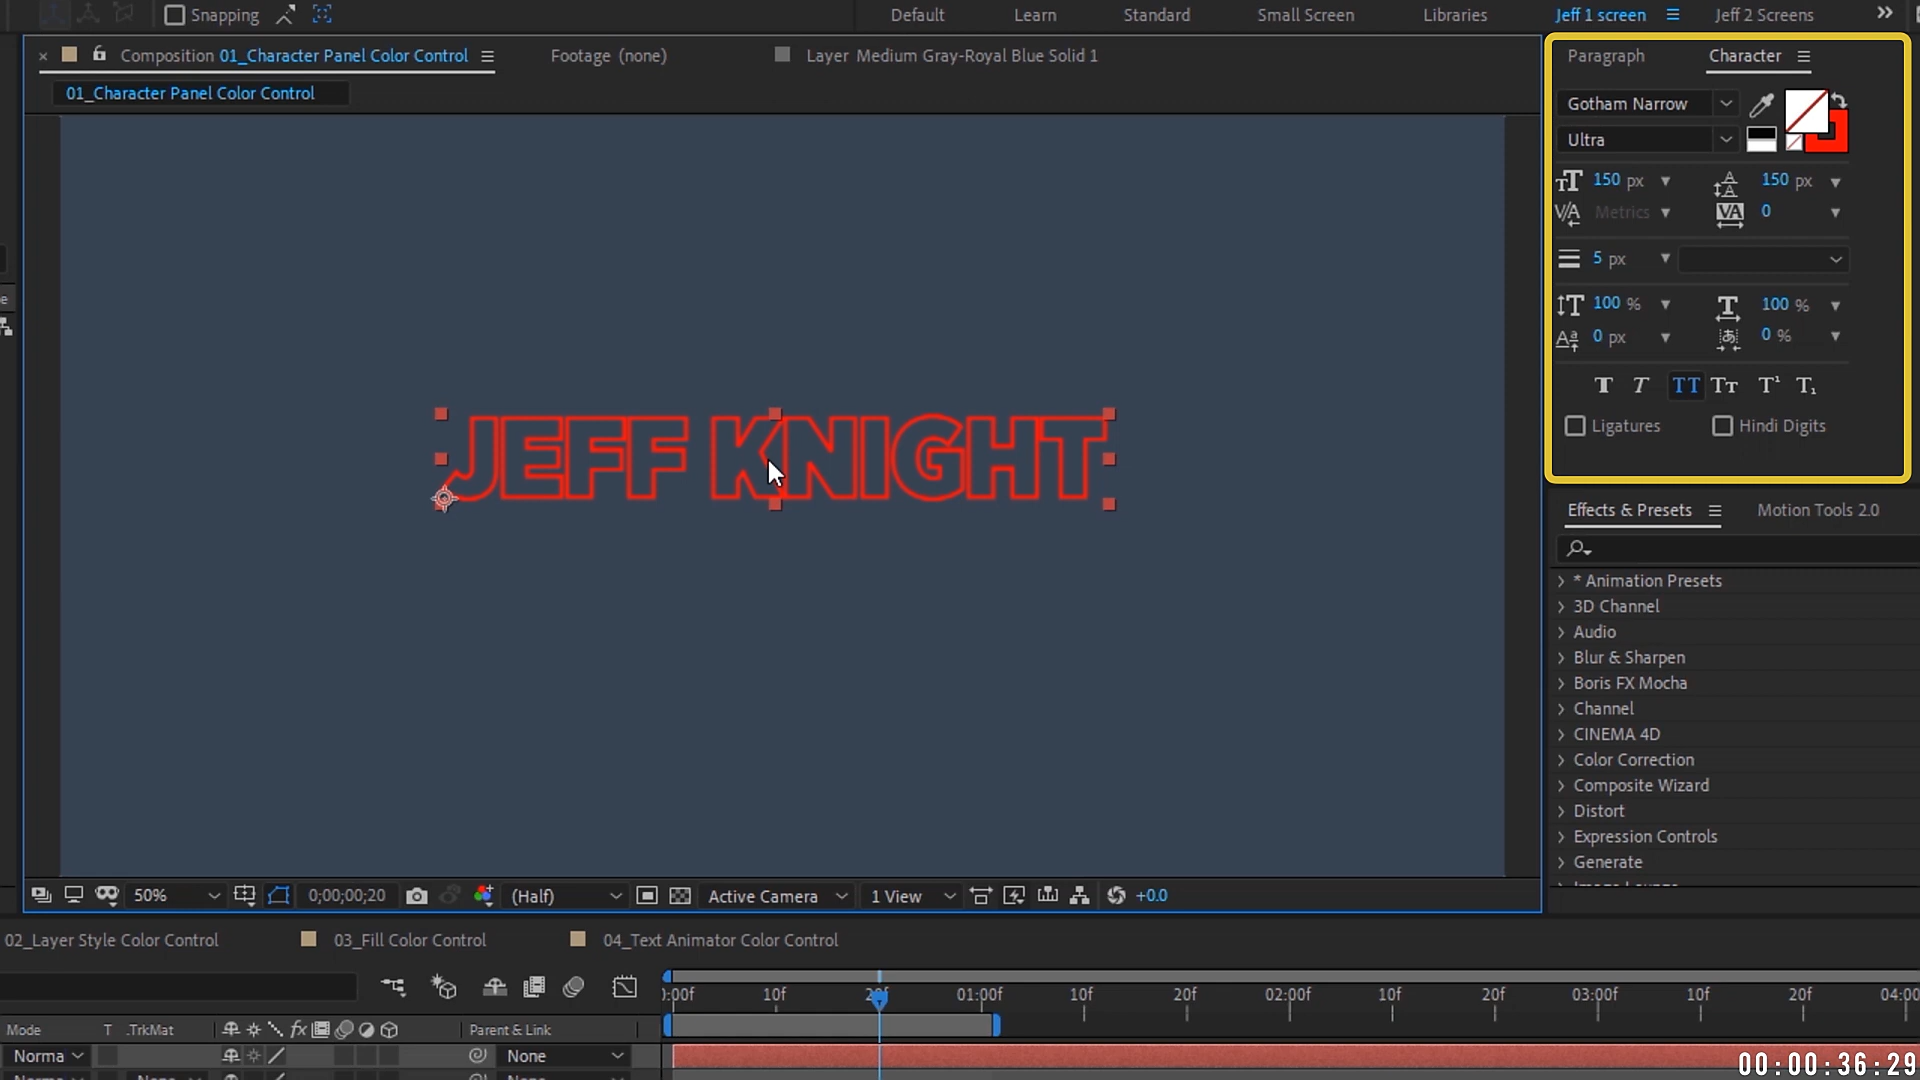 Snapping
Default
Learn
Standard
Small Screen
Libraries
Jeff 1 screen
Jeff 2 Screens
Composition 01_Character Panel Color Control
Footage (none)
Layer Medium Gray-Royal Blue Solid 1
01_Character Panel Color Control
Paragraph
Character
Gotham Narrow
Ultra
150 px
150 px
Metrics
0
5 px
100 %
100 %
0 px
0 %
Ligatures
Hindi Digits
JEFF KNIGHT
Effects & Presets
Motion Tools 2.0
* Animation Presets
3D Channel
Audio
Blur & Sharpen
Boris FX Mocha
Channel
CINEMA 4D
Color Correction
Composite Wizard
Distort
Expression Controls
Generate
50%
0;00;00;20
(Half)
Active Camera
1 View
+0.0
02_Layer Style Color Control
03_Fill Color Control
04_Text Animator Color Control
):00f
10f
20f
01:00f
10f
20f
02:00f
10f
20f
03:00f
10f
20f
04:00
Mode
T .TrkMat
Parent & Link
Norma
None
00:00:36:29